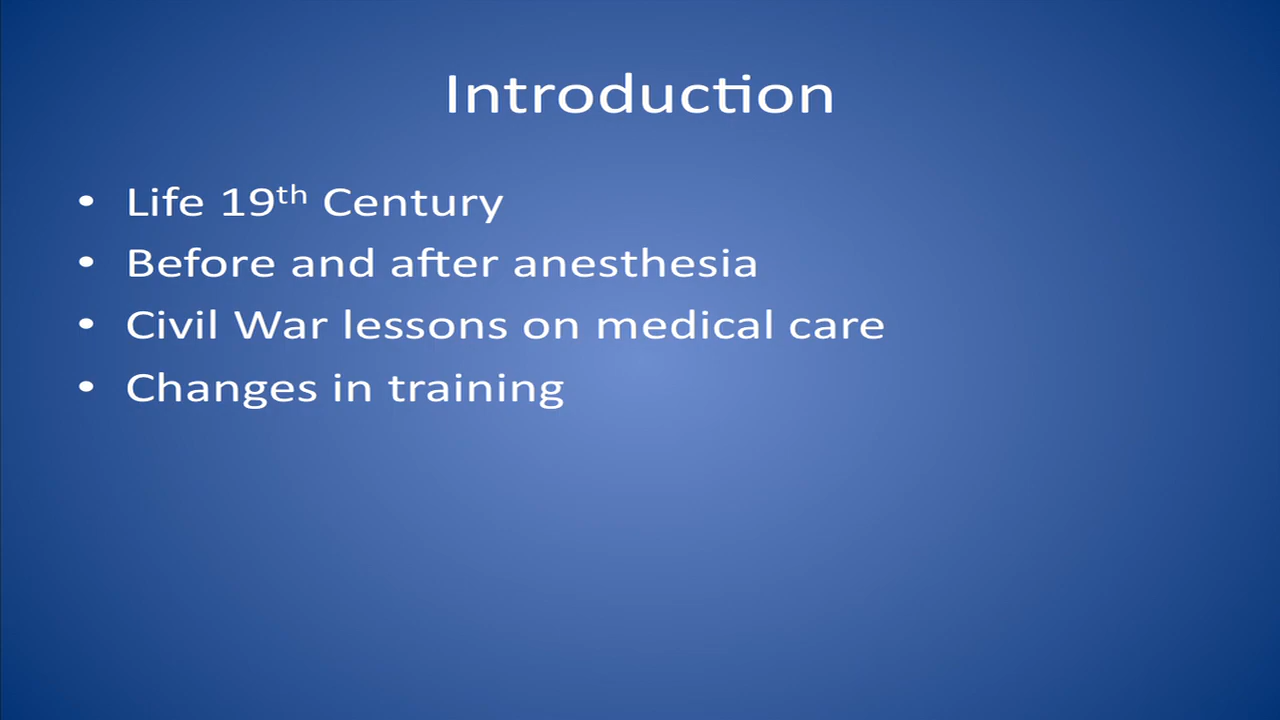 Introduction
• Life 19th Century
• Before and after anesthesia
• Civil War lessons on medical care
• Changes in training